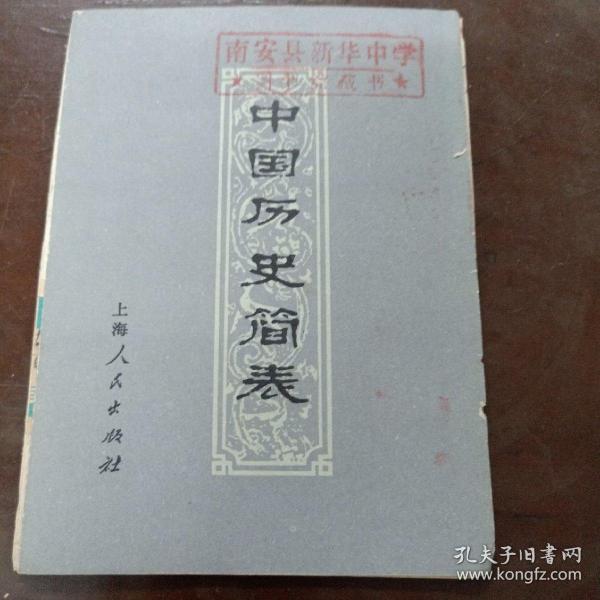 南安县新华中学
藏书
中国历史简表
上海人民出版社
孔夫子旧书网
www.kongfz.com